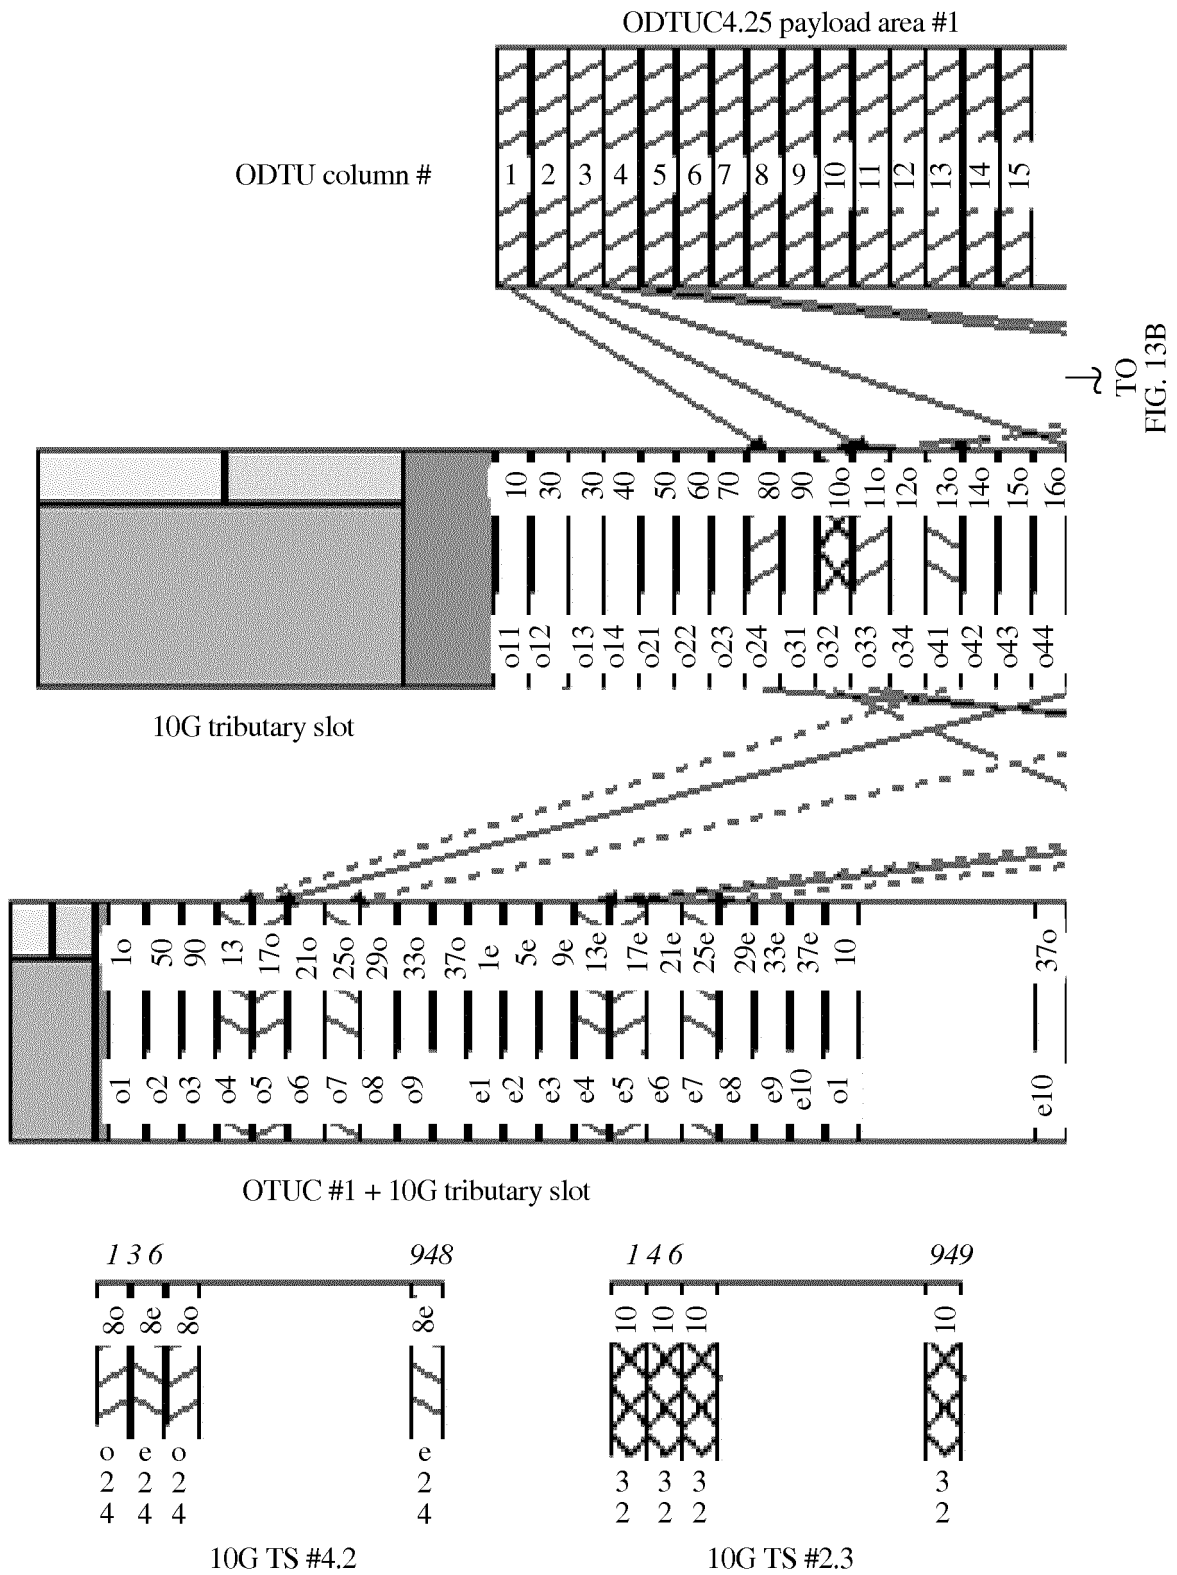 ODTUC4.25 payload area #1
ODTU column #
1 2 3 4 5 6 7 8 9 10 11 12 13 14 15
TO
FIG. 13B
10 30 30 40 50 60 70 80 90 10o 11o 12o 13o 14o 15o 16o
o11 o12 o13 o14 o21 o22 o23 o24 o31 o32 o33 o34 o41 o42 o43 o44
10G tributary slot
1o 50 90 13 17o 21o 25o 29o 33o 37o 1e 5e 9e 13e 17e 21e 25e 29e 33e 37e 10 37o
o1 o2 o3 o4 o5 o6 o7 o8 o9 e1 e2 e3 e4 e5 e6 e7 e8 e9 e10 o1 e10
OTUC #1 + 10G tributary slot
1 3 6 948
8o 8e 8o 8e
o e o e
2 2 2 2
4 4 4 4
10G TS #4.2
1 4 6 949
10 10 10 10
3 3 3 3
2 2 2 2
10G TS #2.3